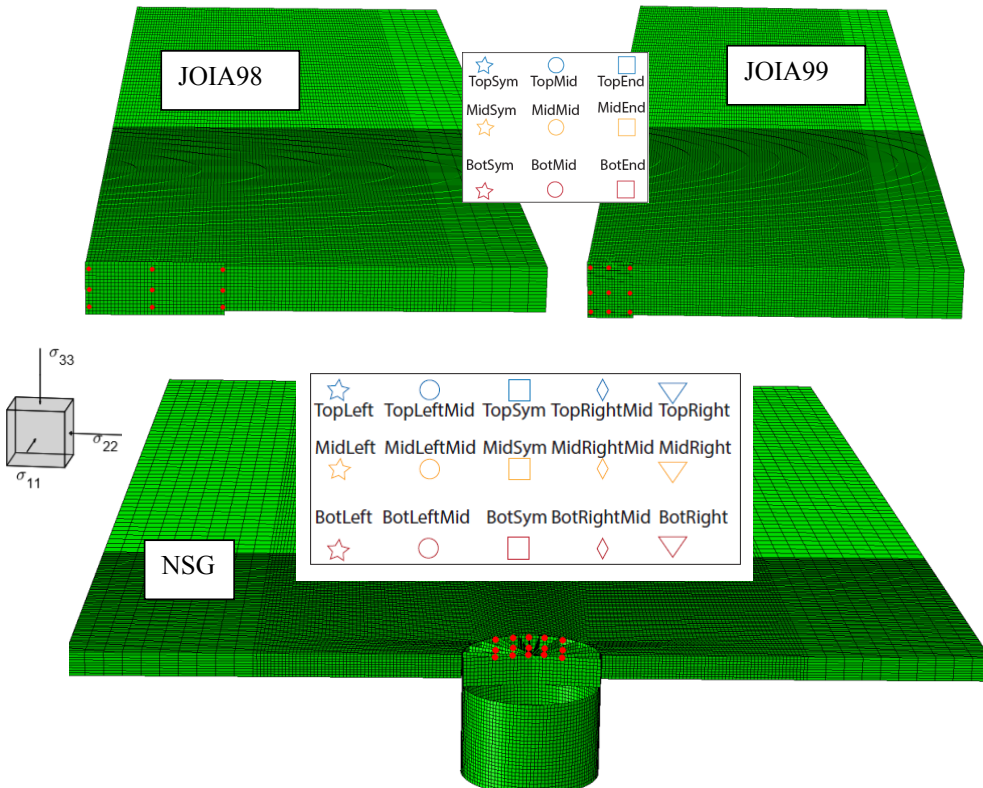 JOIA98
JOIA99
TopSym TopMid TopEnd
MidSym MidMid MidEnd
BotSym BotMid BotEnd
σ33
σ22
σ11
TopLeft TopLeftMid TopSym TopRightMid TopRight
MidLeft MidLeftMid MidSym MidRightMid MidRight
BotLeft BotLeftMid BotSym BotRightMid BotRight
NSG